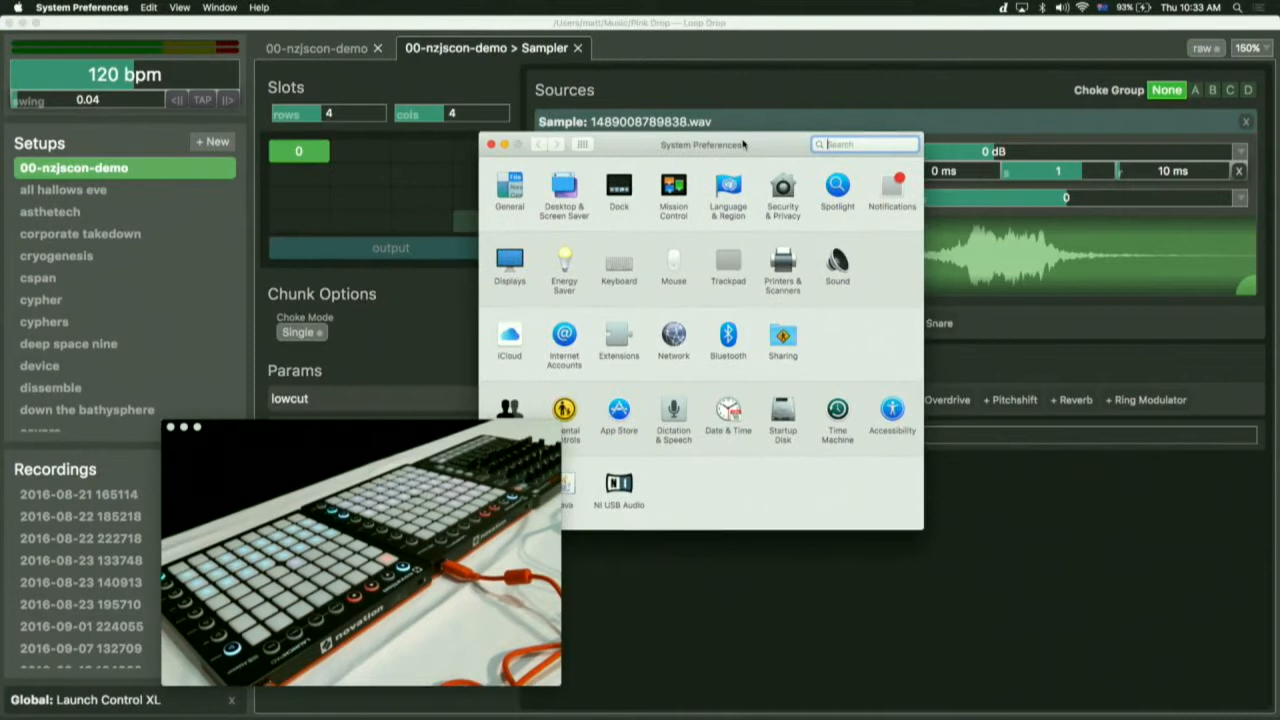 System Preferences Edit View Window Help
93% Thu 10:33 AM
/Users/matt/Music/Pink Drop — Loop Drop
120 bpm
swing 0.04 TAP
00-nzjscon-demo
00-nzjscon-demo > Sampler
raw 150%
Setups + New
00-nzjscon-demo
all hallows eve
asthetech
corporate takedown
cryogenesis
cspan
cypher
cyphers
deep space nine
device
dissemble
down the bathysphere
Recordings
2016-08-21 165114
2016-08-22 185218
2016-08-22 222718
2016-08-23 133748
2016-08-23 140913
2016-08-23 195710
2016-09-01 224055
2016-09-07 132709
Global: Launch Control XL x
Slots
rows 4 cols 4
0
output
Chunk Options
Choke Mode
Single
Params
lowcut
Sources
Choke Group None A B C D
Sample: 1489008789838.wav X
0 dB
0 ms s 1 r 10 ms X
0
Snare
Overdrive + Pitchshift + Reverb + Ring Modulator
System Preferences
Search
General
Desktop &
Screen Saver
Dock
Mission
Control
Language
& Region
Security
& Privacy
Spotlight
Notifications
Displays
Energy
Saver
Keyboard
Mouse
Trackpad
Printers &
Scanners
Sound
iCloud
Internet
Accounts
Extensions
Network
Bluetooth
Sharing
App Store
Dictation
& Speech
Date & Time
Startup
Disk
Time
Machine
Accessibility
NI USB Audio
novation